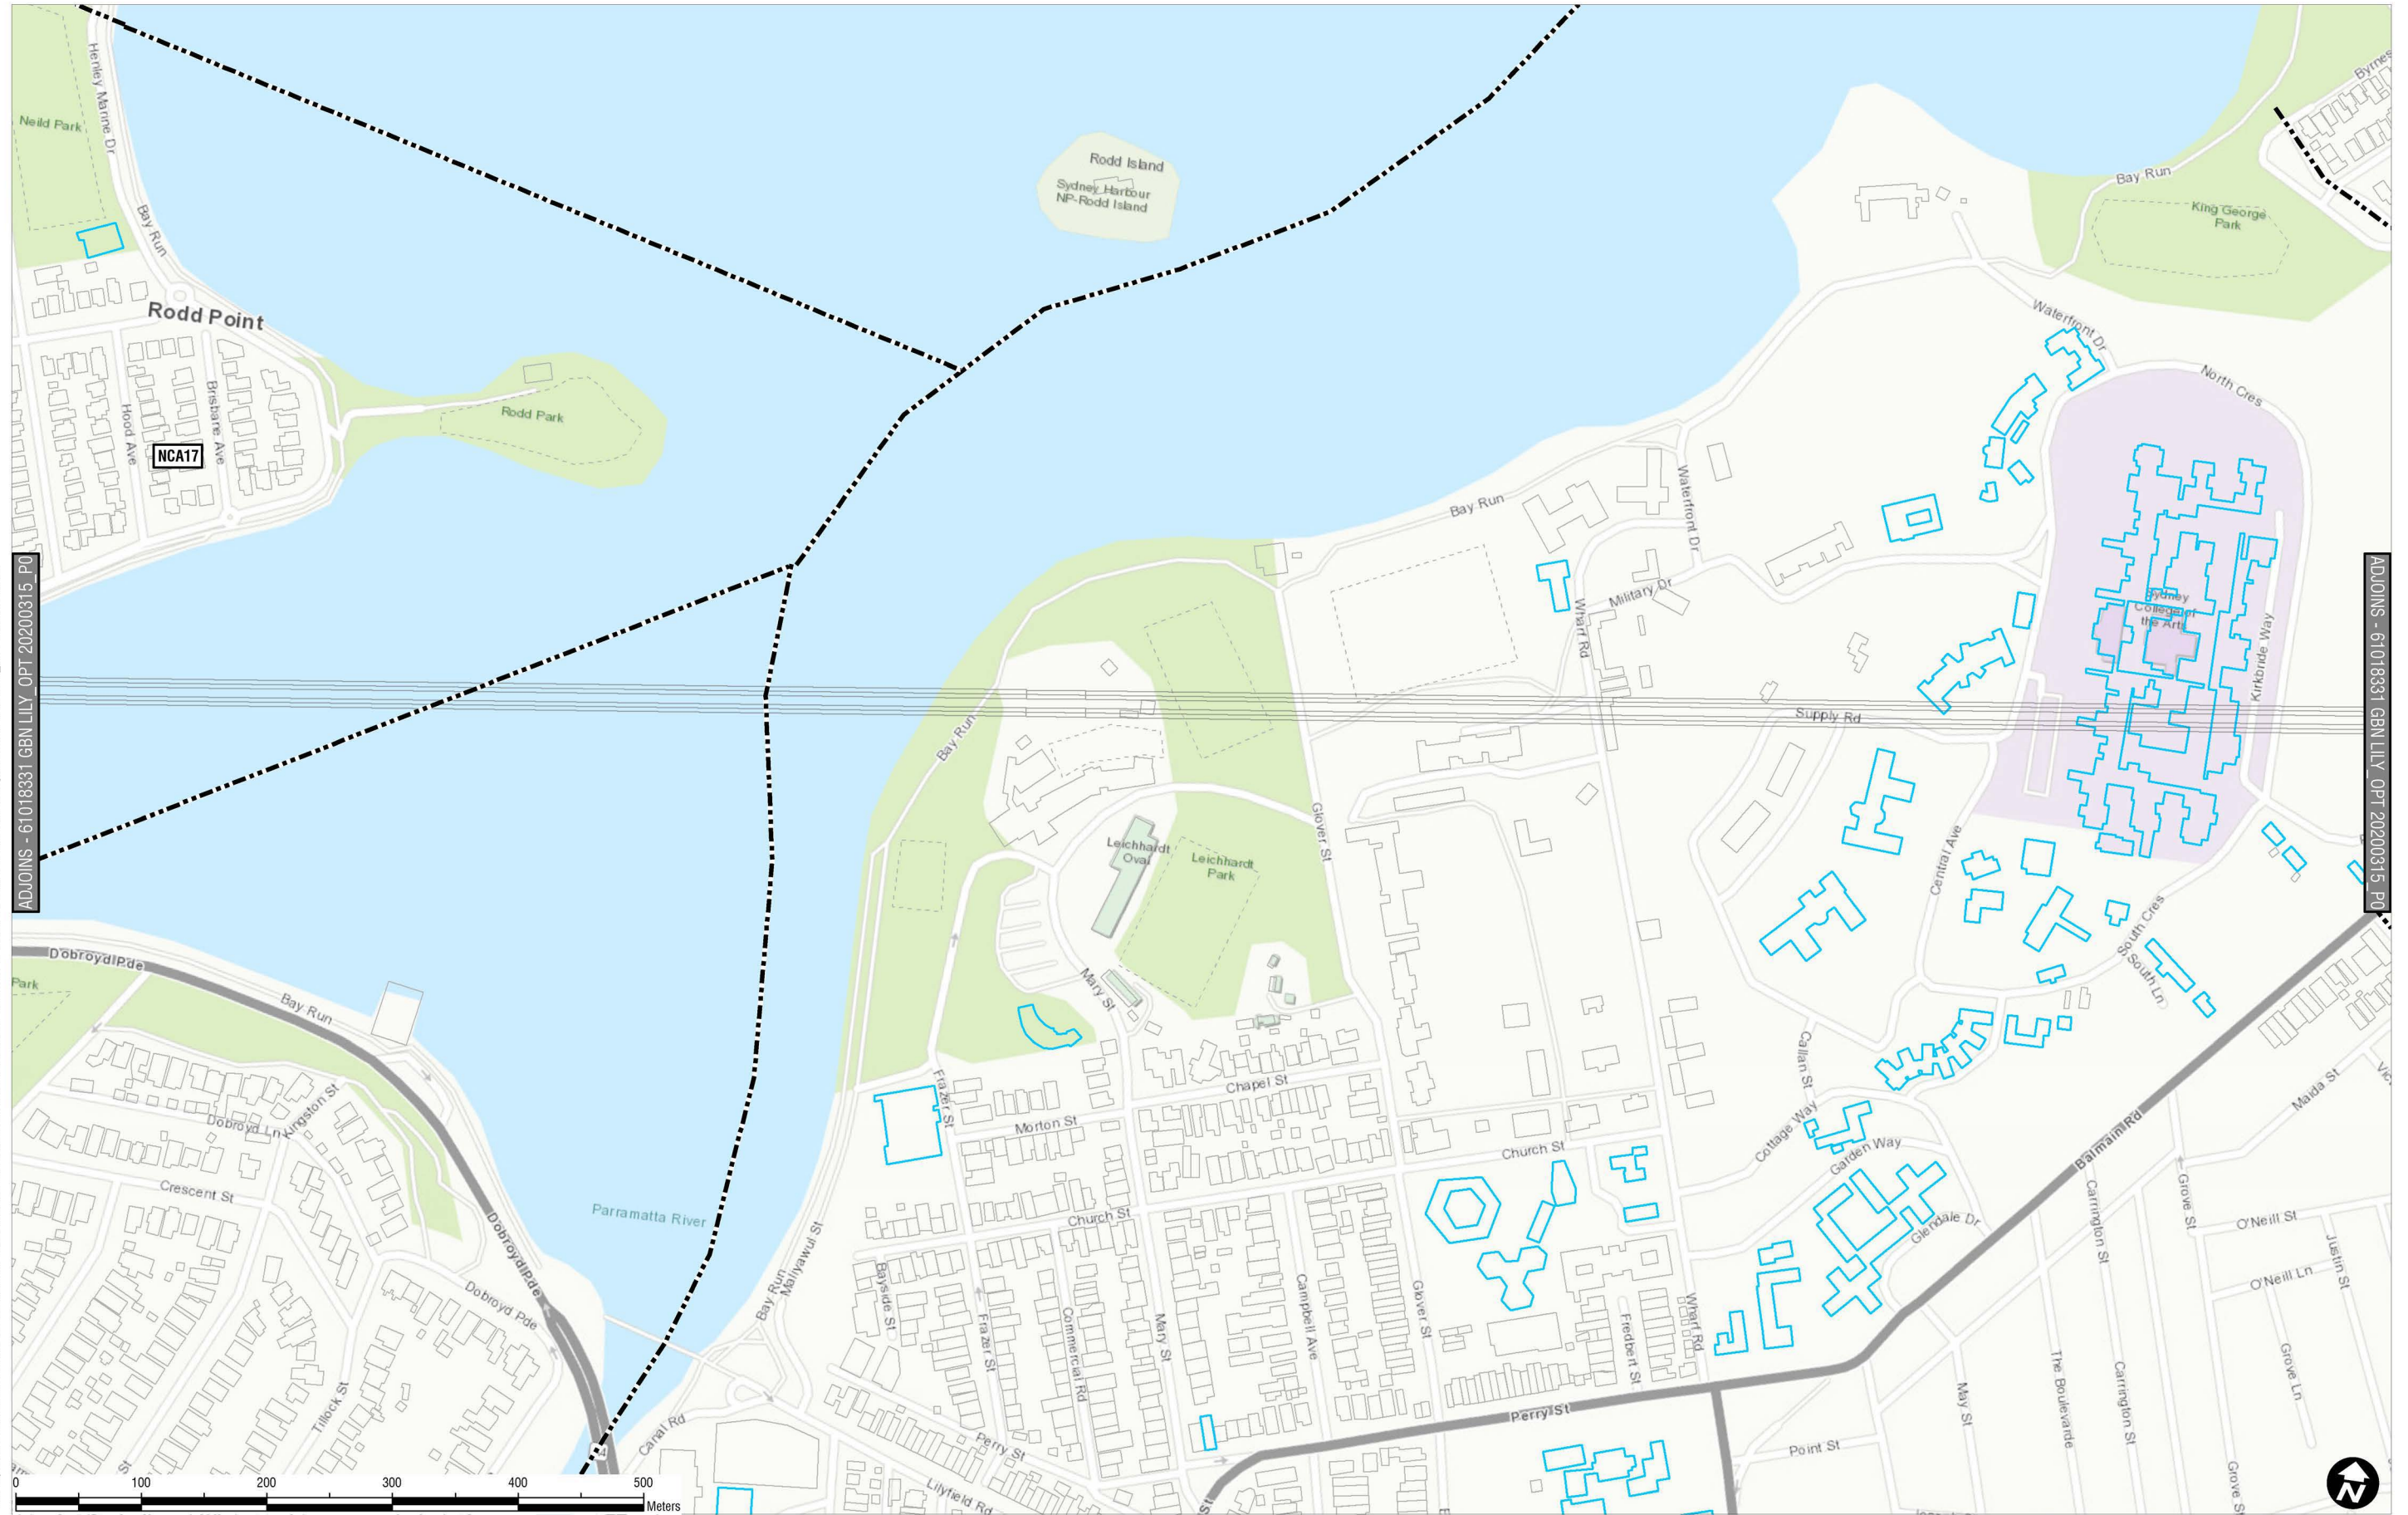 Byrnes
Henley Marine Dr
Neild Park
Bay Run
Rodd Island
Sydney Harbour
NP-Rodd Island
Bay Run
King George
Park
Rodd Point
Waterfront Dr
North Cres
Hood Ave
Brisbane Ave
Rodd Park
NCA17
Bay Run
Waterfront Dr
Military Dr
Wharf Rd
Sydney
College of
the Arts
Kirkbride Way
ADJOINS - 61018331 GBN LILY_OPT 20200315_P0
ADJOINS - 61018331 GBN LILY_OPT 20200315_P0
Supply Rd
Bay Run
Glover St
Leichhardt
Oval
Leichhardt
Park
Central Ave
South Cres
S South Ln
Dobroyd Pde
Park
Bay Run
Mary St
Callan St
Maida St
Vic
Kingston St
Dobroyd Ln
Frazer St
Chapel St
Morton St
Church St
Cottage Way
Garden Way
Balmain Rd
Crescent St
Parramatta River
Church St
Glendale Dr
Carrington St
Grove St
O'Neill St
Justin St
O'Neill Ln
Dobroyd Pde
Dobroyd Pde
Bay Run
Maliyawul St
Bayside St
Frazer St
Commercial Rd
Mary St
Campbell Ave
Glover St
Fredbert St
Wharf Rd
The Boulevarde
Carrington St
May St
Grove Ln
Tillock St
Canal Rd
Perry St
Perry St
Point St
Lilyfield Rd
St
St
Grove S
0 100 200 300 400 500
Meters
N